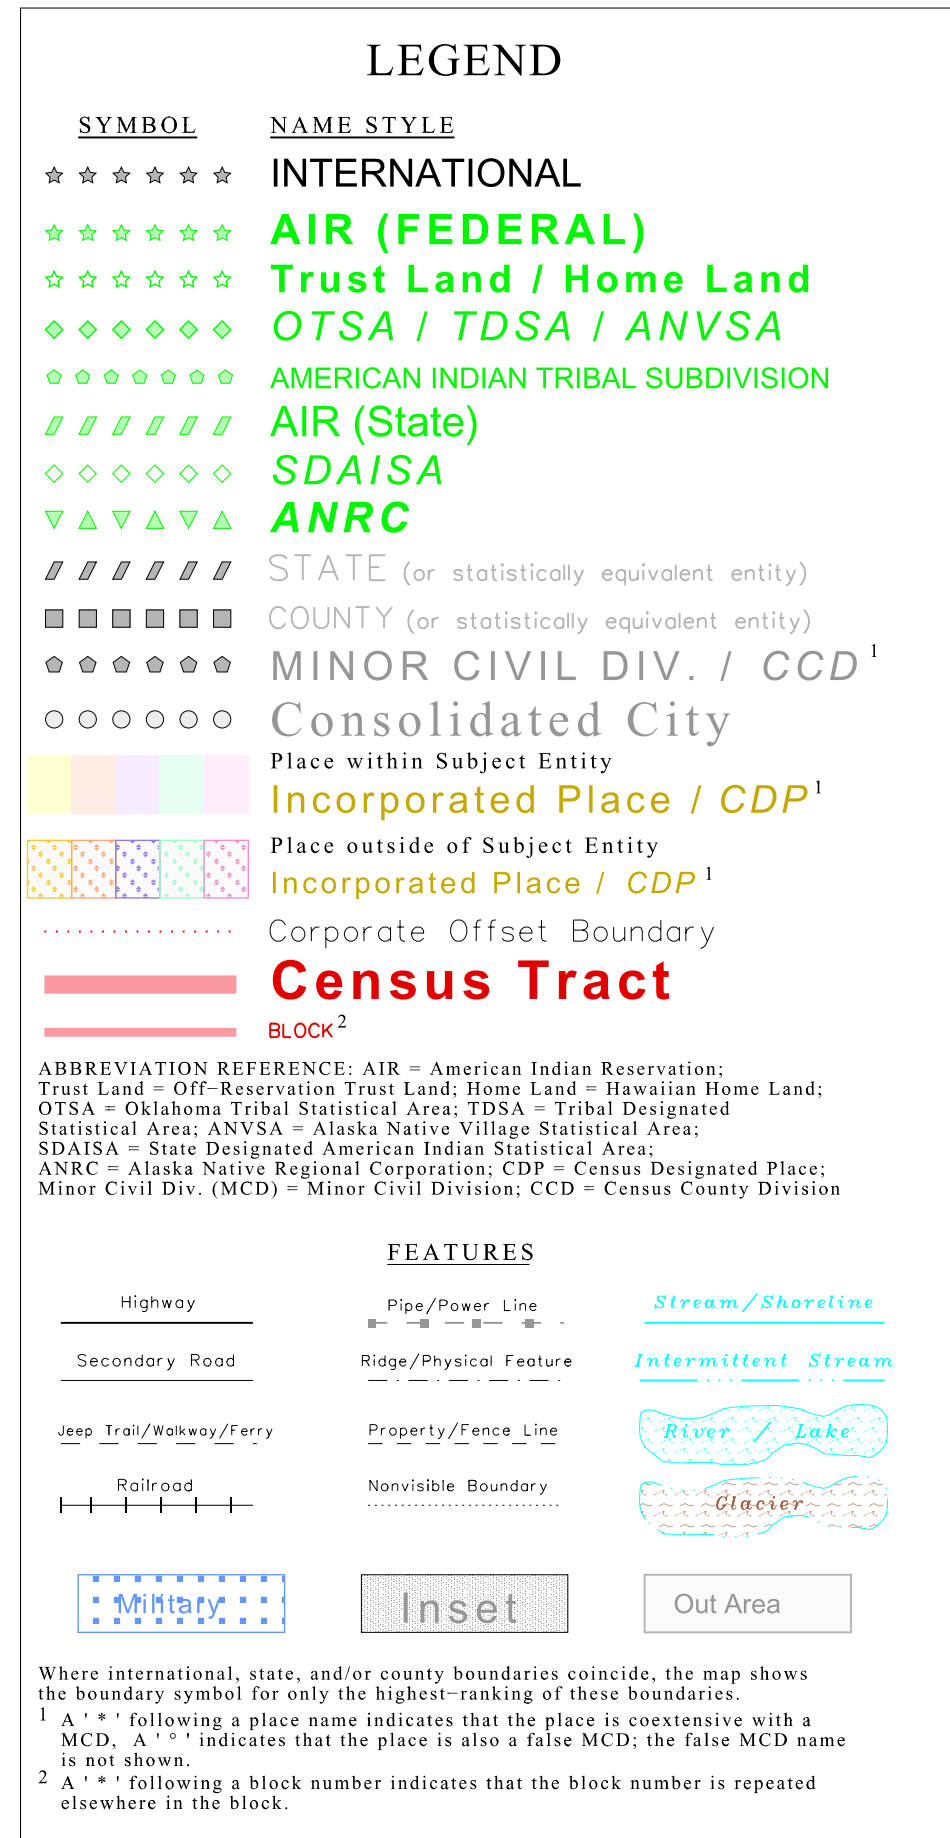 LEGEND
SYMBOL NAME STYLE
INTERNATIONAL
AIR (FEDERAL)
Trust Land / Home Land
OTSA / TDSA / ANVSA
AMERICAN INDIAN TRIBAL SUBDIVISION
AIR (State)
SDAISA
ANRC
STATE (or statistically equivalent entity)
COUNTY (or statistically equivalent entity)
MINOR CIVIL DIV. / CCD 1
Consolidated City
Place within Subject Entity
Incorporated Place / CDP 1
Place outside of Subject Entity
Incorporated Place / CDP 1
Corporate Offset Boundary
Census Tract
BLOCK 2
ABBREVIATION REFERENCE: AIR = American Indian Reservation;
Trust Land = Off−Reservation Trust Land; Home Land = Hawaiian Home Land;
OTSA = Oklahoma Tribal Statistical Area; TDSA = Tribal Designated
Statistical Area; ANVSA = Alaska Native Village Statistical Area;
SDAISA = State Designated American Indian Statistical Area;
ANRC = Alaska Native Regional Corporation; CDP = Census Designated Place;
Minor Civil Div. (MCD) = Minor Civil Division; CCD = Census County Division
FEATURES
Highway
Pipe/Power Line
Stream/Shoreline
Secondary Road
Ridge/Physical Feature
Intermittent Stream
Jeep Trail/Walkway/Ferry
Property/Fence Line
River / Lake
Railroad
Nonvisible Boundary
Glacier
Military
Inset
Out Area
Where international, state, and/or county boundaries coincide, the map shows
the boundary symbol for only the highest−ranking of these boundaries.
1 A ' * ' following a place name indicates that the place is coextensive with a
MCD, A ' ° ' indicates that the place is also a false MCD; the false MCD name
is not shown.
2 A ' * ' following a block number indicates that the block number is repeated
elsewhere in the block.